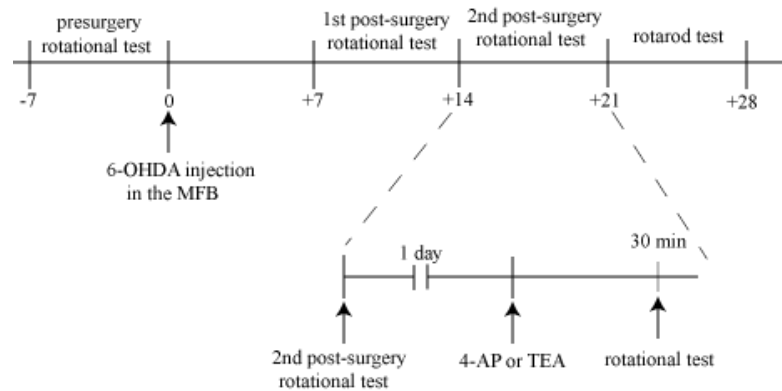 presurgery
rotational test
1st post-surgery
rotational test
2nd post-surgery
rotational test
rotarod test
-7
0
+7
+14
+21
+28
6-OHDA injection
in the MFB
1 day
30 min
2nd post-surgery
rotational test
4-AP or TEA
rotational test